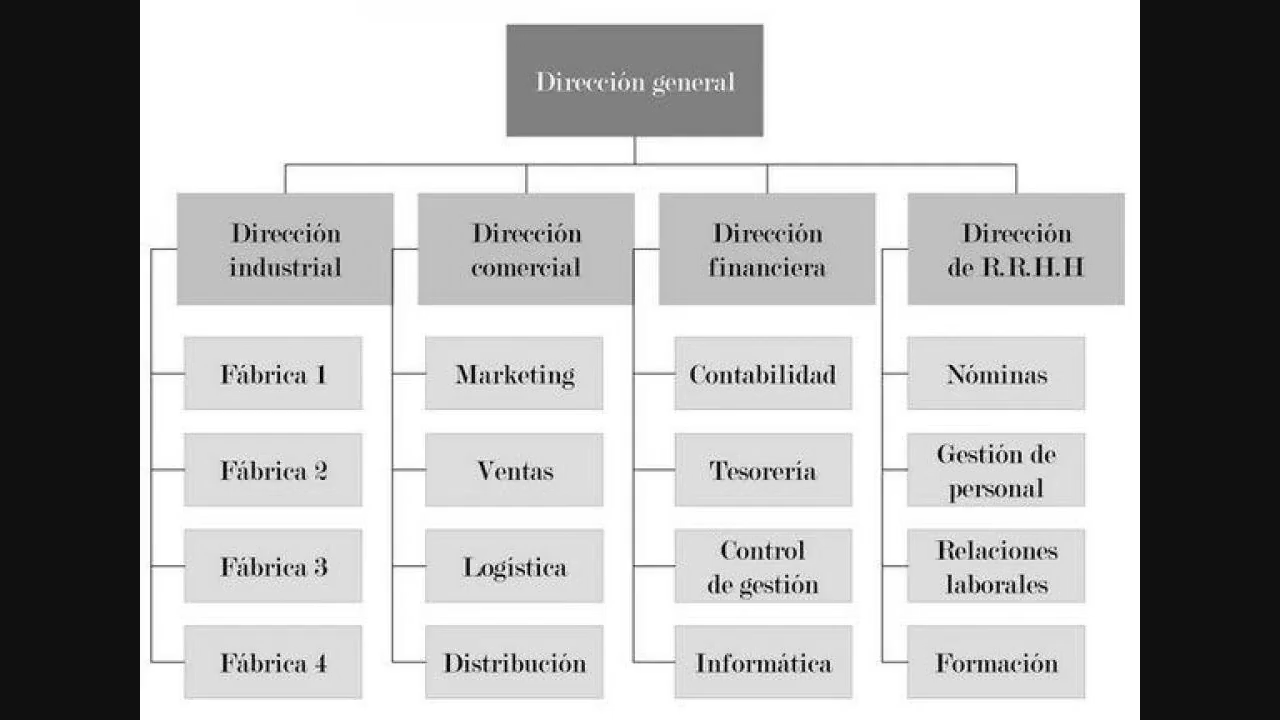 Dirección general
Dirección
industrial
Dirección
comercial
Dirección
financiera
Dirección
de R.R.H.H
Fábrica 1
Marketing
Contabilidad
Nóminas
Fábrica 2
Ventas
Tesorería
Gestión de
personal
Fábrica 3
Logística
Control
de gestión
Relaciones
laborales
Fábrica 4
Distribución
Informática
Formación